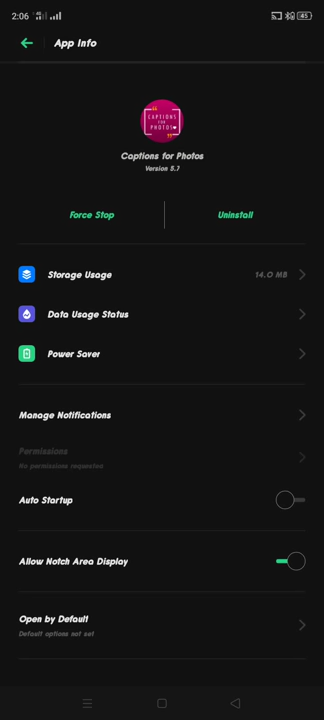 2:06
45
App Info
CAPTIONS
FOR
PHOTOS
Captions for Photos
Version 5.7
Force Stop
Uninstall
Storage Usage
14.0 MB
Data Usage Status
Power Saver
Manage Notifications
Permissions
No permissions requested
Auto Startup
Allow Notch Area Display
Open by Default
Default options not set